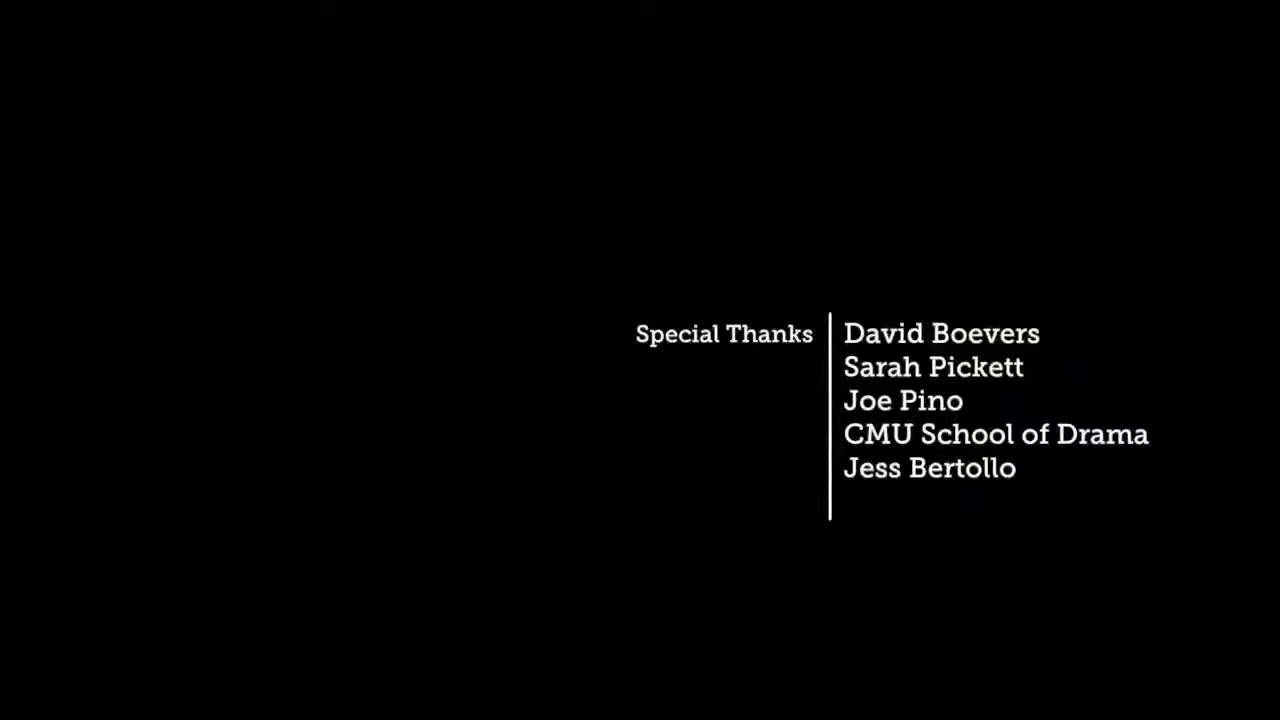 Special Thanks
David Boevers
Sarah Pickett
Joe Pino
CMU School of Drama
Jess Bertollo